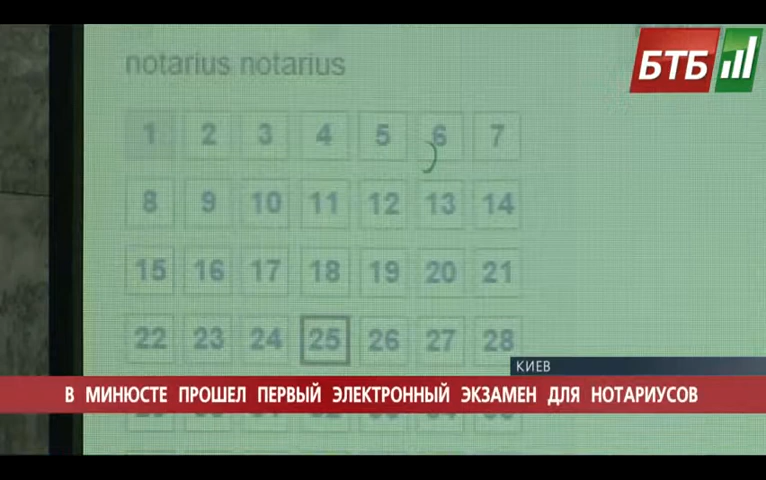 БТБ
notarius notarius
1 2 3 4 5 6 7
8 9 10 11 12 13 14
15 16 17 18 19 20 21
22 23 24 25 26 27 28
КИЕВ
В МИНЮСТЕ ПРОШЕЛ ПЕРВЫЙ ЭЛЕКТРОННЫЙ ЭКЗАМЕН ДЛЯ НОТАРИУСОВ